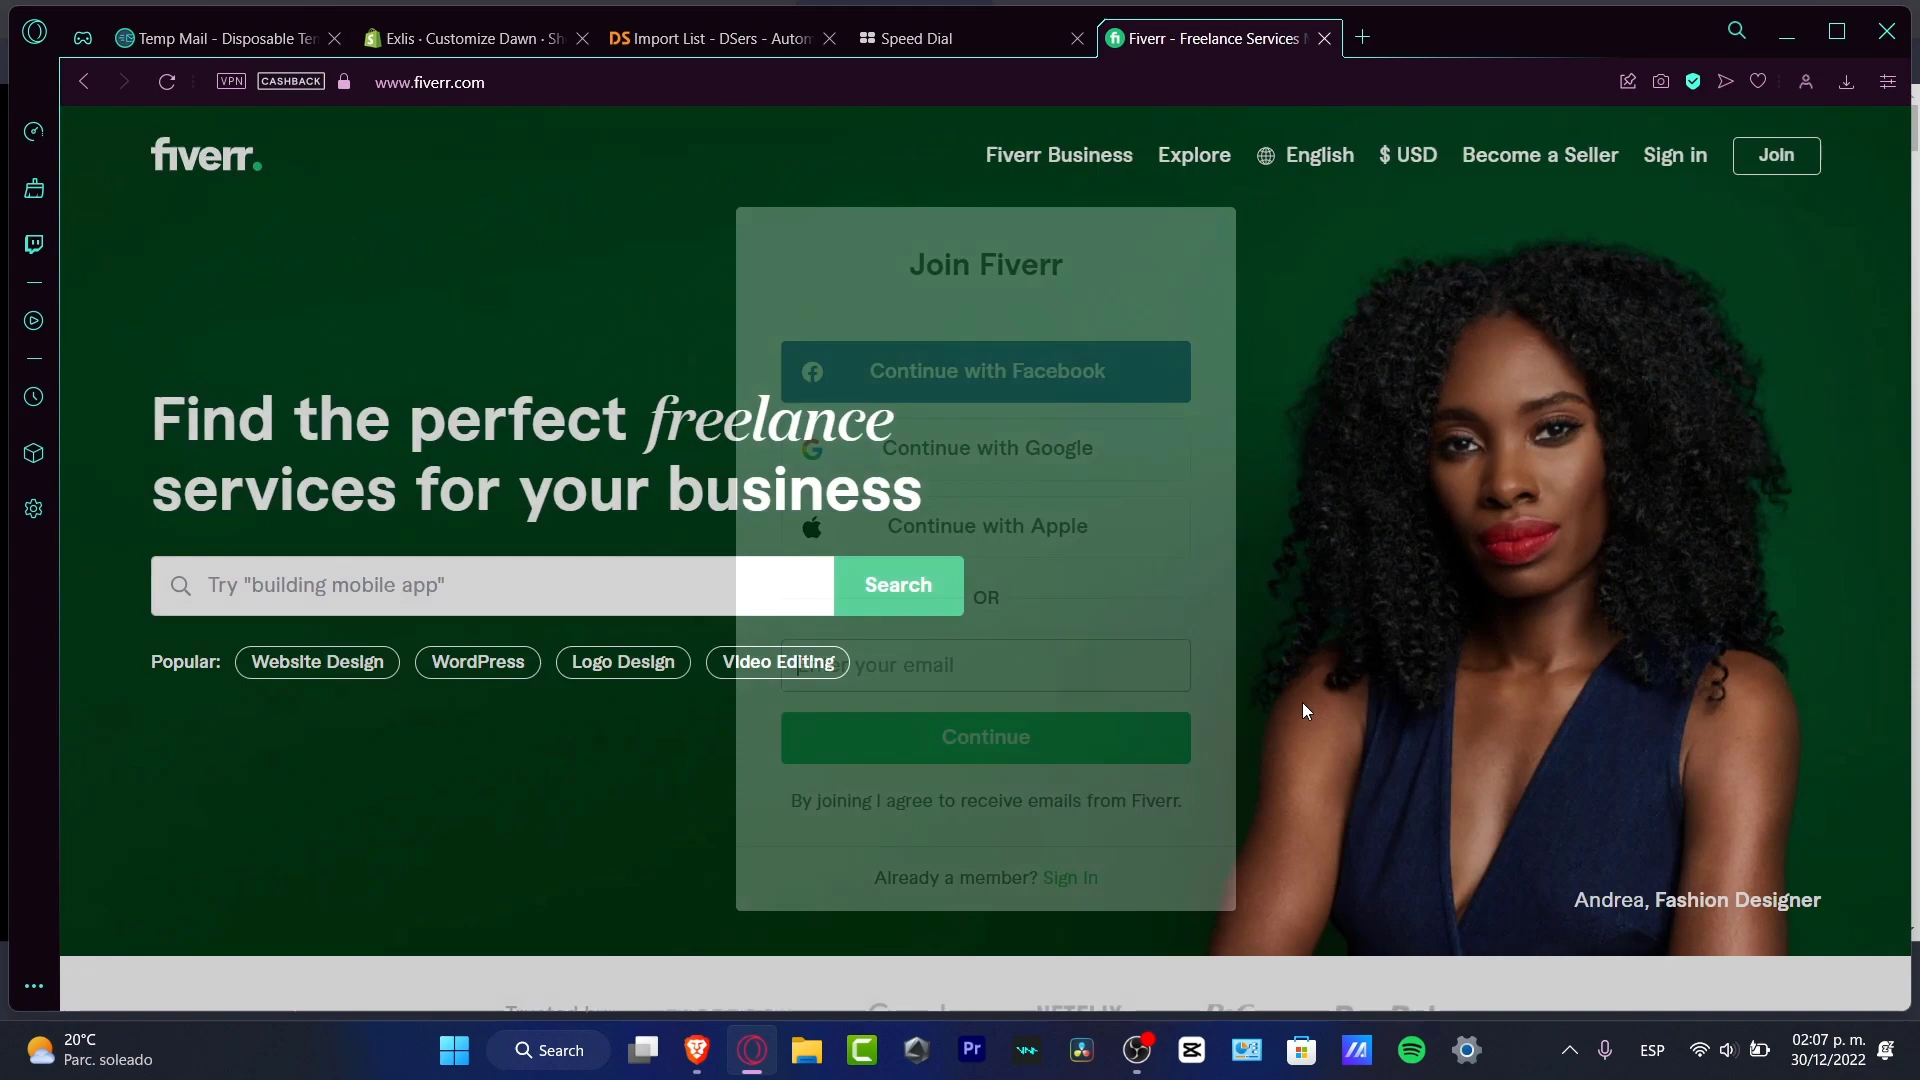 Temp Mail - Disposable Ten
Exlis · Customize Dawn · Sh
DS Import List - DSers - Autom
Speed Dial
Fiverr - Freelance Services
VPN
CASHBACK
www.fiverr.com
fiverr.
Fiverr Business
Explore
English
$ USD
Become a Seller
Sign in
Join
Join Fiverr
Continue with Facebook
Find the perfect freelance
services for your business
Continue with Google
Continue with Apple
Try "building mobile app"
Search
OR
Popular:
Website Design
WordPress
Logo Design
Video Editing
your email
Continue
By joining I agree to receive emails from Fiverr.
Already a member? Sign In
Andrea, Fashion Designer
NETFLIX
20°C
Parc. soleado
Search
Pr
ESP
02:07 p. m.
30/12/2022